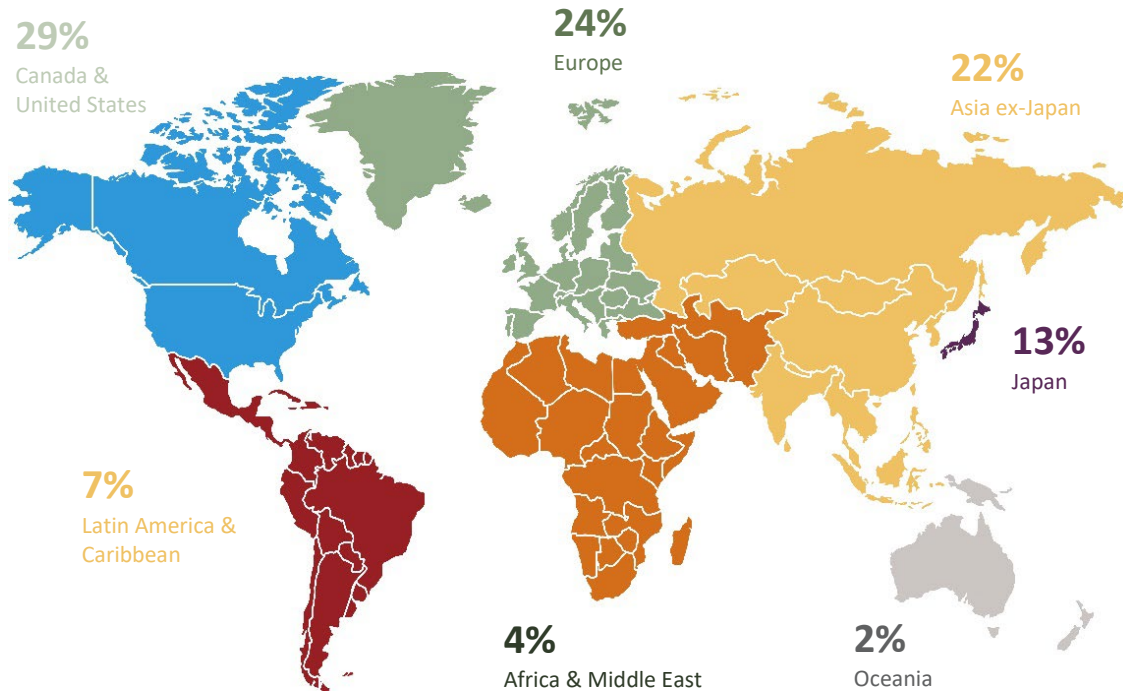 29%
Canada &
United States
24%
Europe
22%
Asia ex-Japan
13%
Japan
7%
Latin America &
Caribbean
4%
Africa & Middle East
2%
Oceania